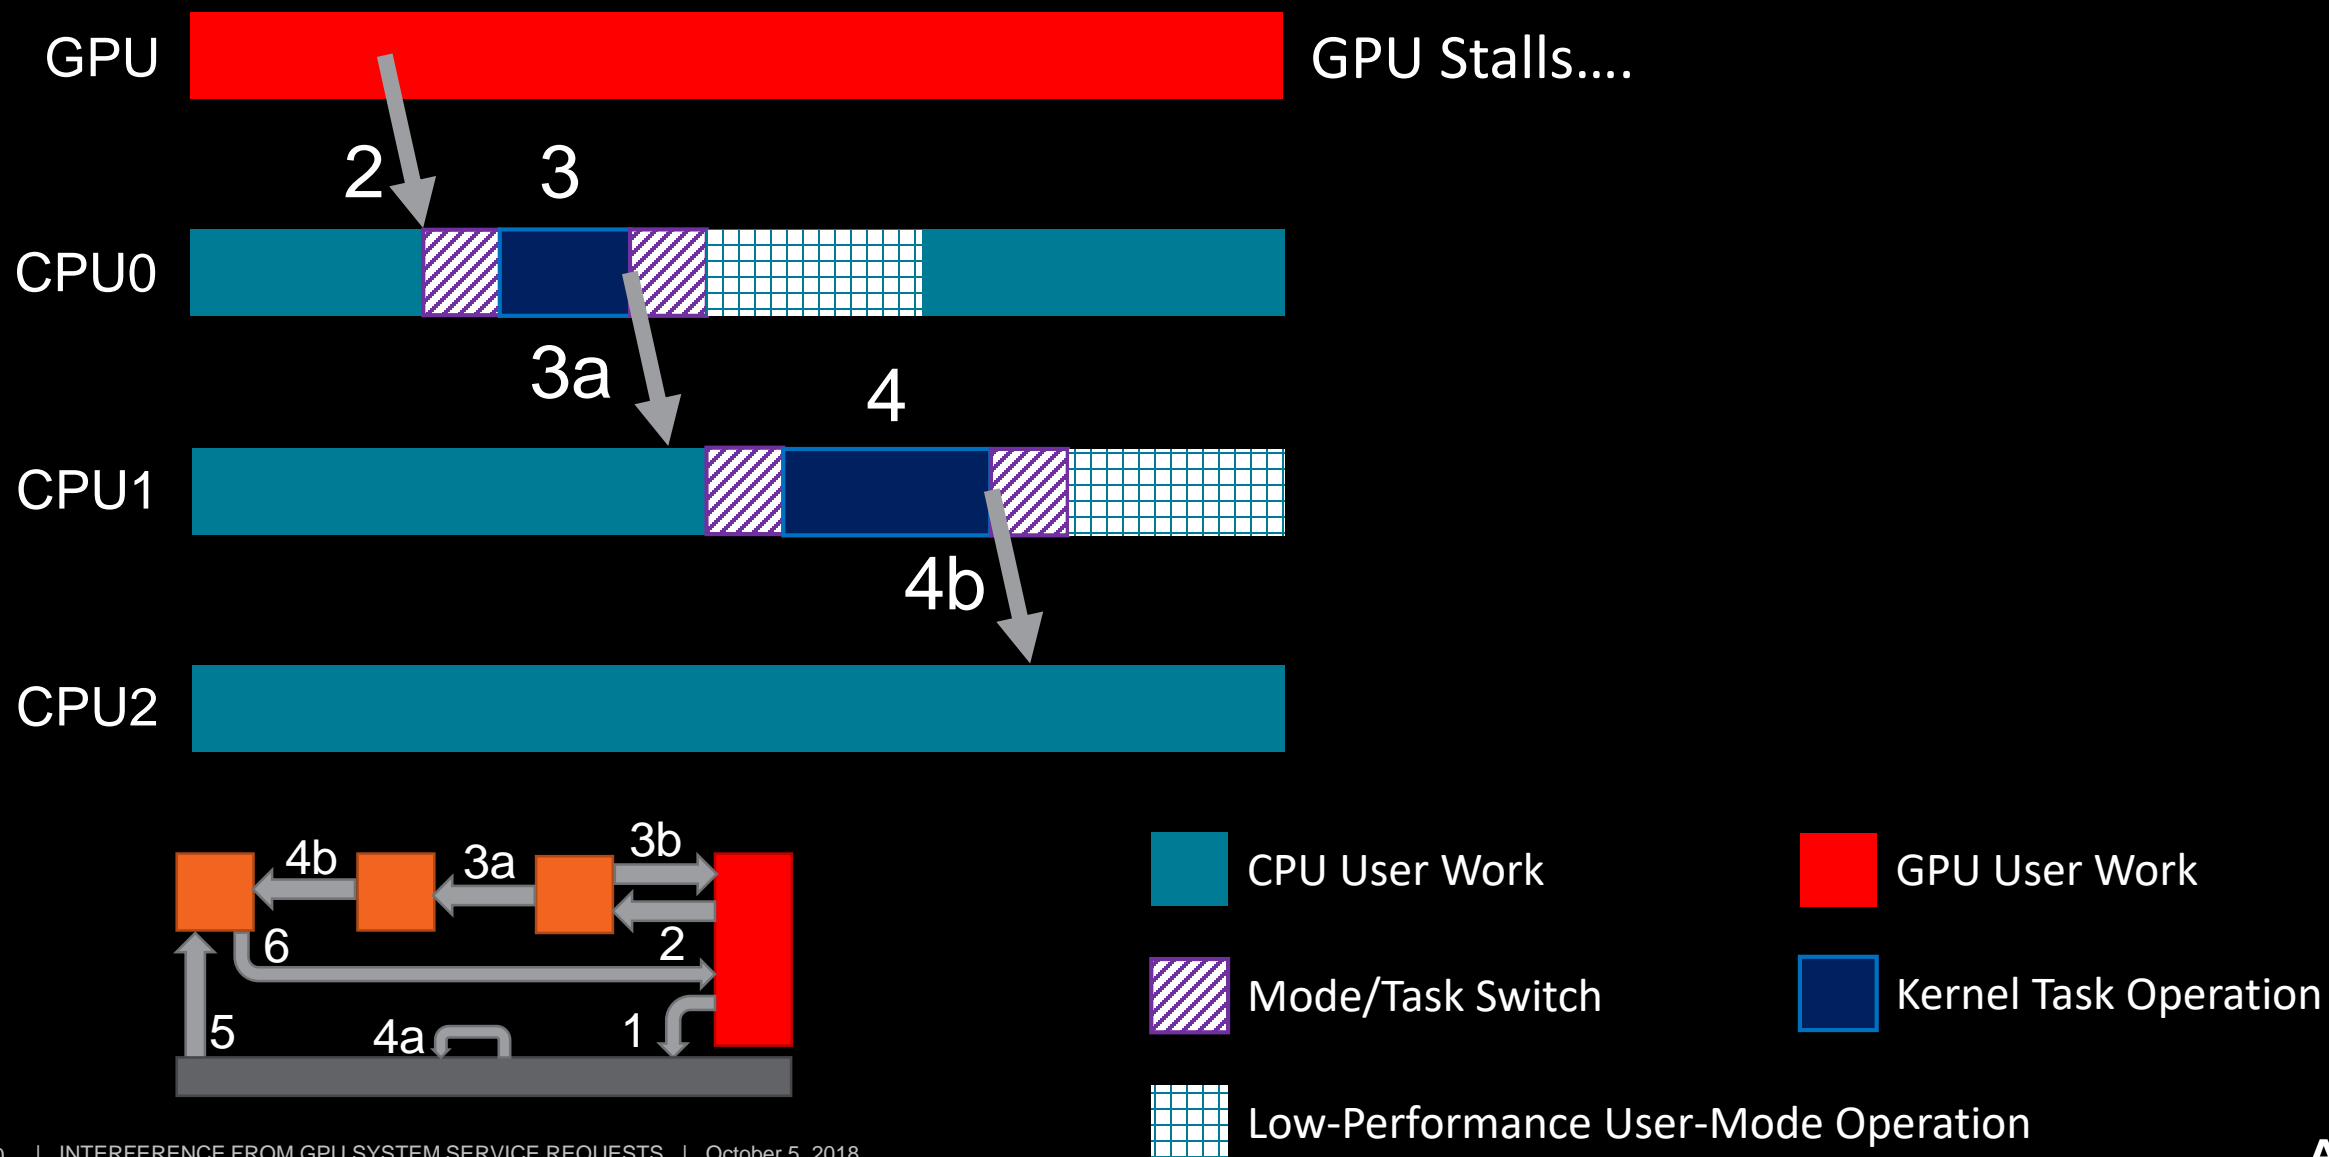 GPU
GPU Stalls....
2
3
CPU0
3a
4
CPU1
4b
CPU2
4b
3a
3b
6
2
5
4a
1
CPU User Work
GPU User Work
Mode/Task Switch
Kernel Task Operation
Low-Performance User-Mode Operation
| INTERFERENCE FROM GPU SYSTEM SERVICE REQUESTS | October 5, 2018